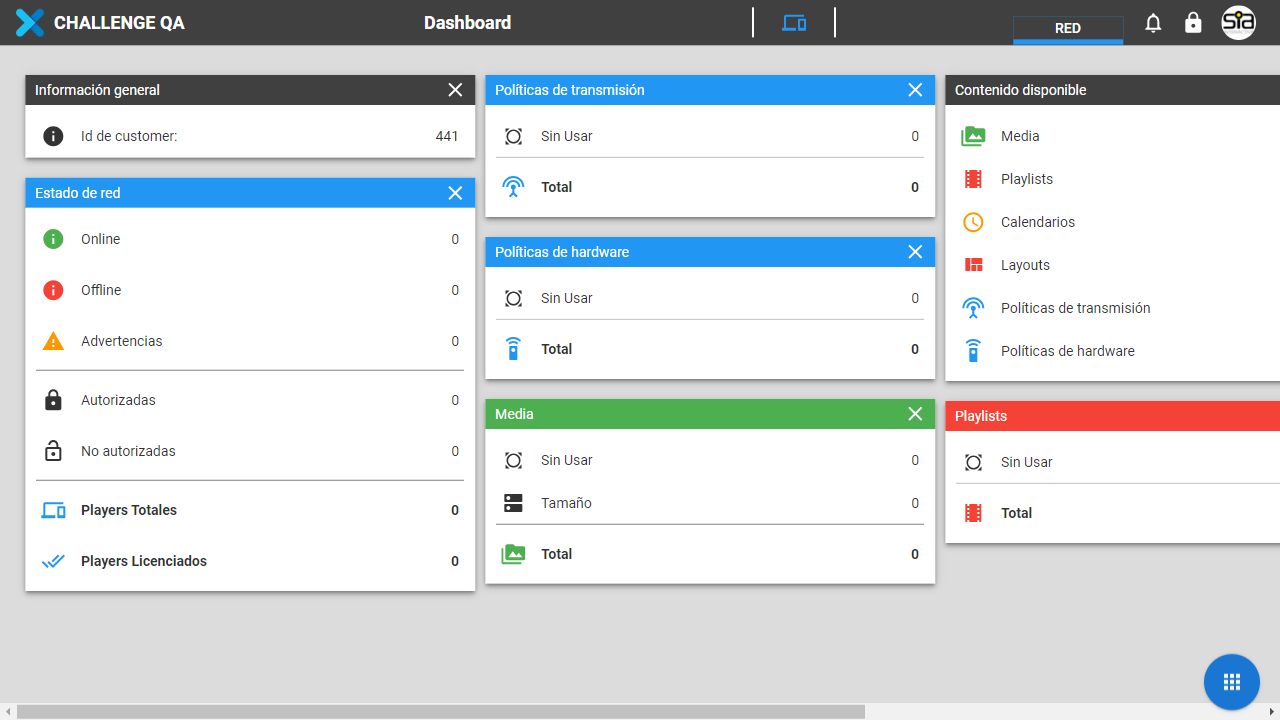 CHALLENGE QA
Dashboard
RED
sia
Información general
Id de customer: 441
Estado de red
Online 0
Offline 0
Advertencias 0
Autorizadas 0
No autorizadas 0
Players Totales 0
Players Licenciados 0
Políticas de transmisión
Sin Usar 0
Total 0
Políticas de hardware
Sin Usar 0
Total 0
Media
Sin Usar 0
Tamaño 0
Total 0
Contenido disponible
Media
Playlists
Calendarios
Layouts
Políticas de transmisión
Políticas de hardware
Playlists
Sin Usar
Total